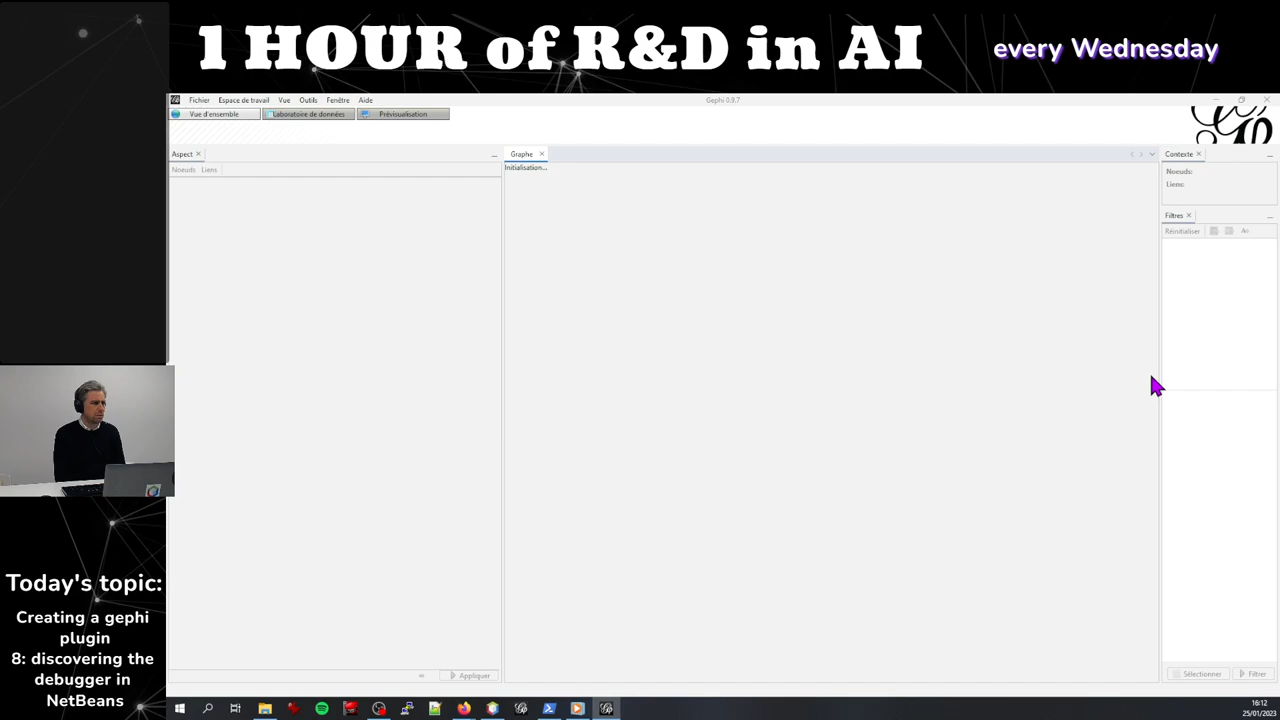 1 HOUR of R&D in AI
every Wednesday
Gephi 0.9.7
Fichier Espace de travail Vue Outils Fenêtre Aide
Vue d'ensemble Laboratoire de données Prévisualisation
Aspect
Noeuds Liens
Graphe
Initialisation...
Contexte
Noeuds:
Liens:
Filtres
Réinitialiser
Appliquer
Sélectionner Filtrer
Today's topic:
Creating a gephi
plugin
8: discovering the
debugger in
NetBeans
16:12
25/01/2023